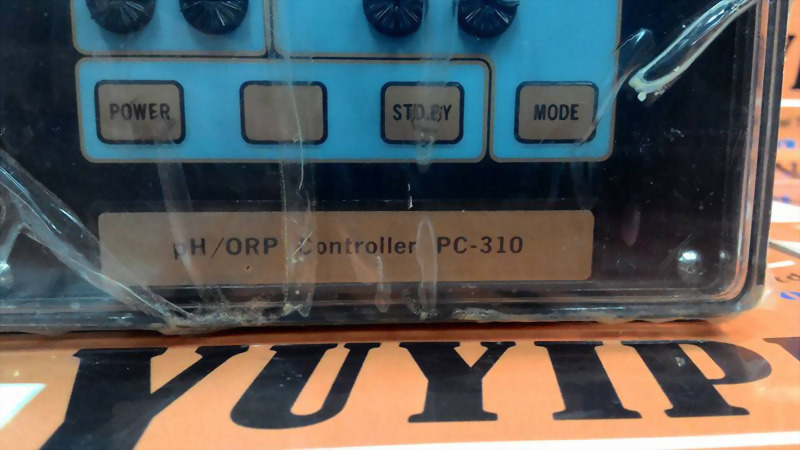 POWER STD.BY MODE
pH/ORP Controller PC-310
YUYIP